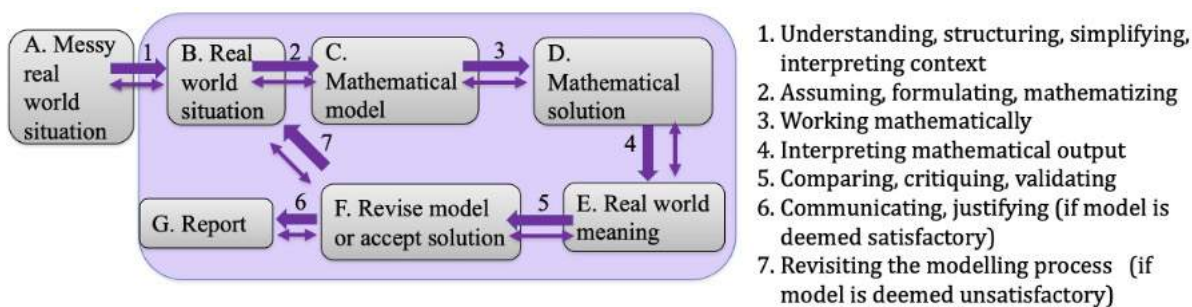 A. Messy
real
world
situation
1
B. Real
world
situation
2
C.
Mathematical
model
3
D.
Mathematical
solution
4
E. Real world
meaning
5
F. Revise model
or accept solution
6
G. Report
7
1. Understanding, structuring, simplifying,
interpreting context
2. Assuming, formulating, mathematizing
3. Working mathematically
4. Interpreting mathematical output
5. Comparing, critiquing, validating
6. Communicating, justifying (if model is
deemed satisfactory)
7. Revisiting the modelling process (if
model is deemed unsatisfactory)